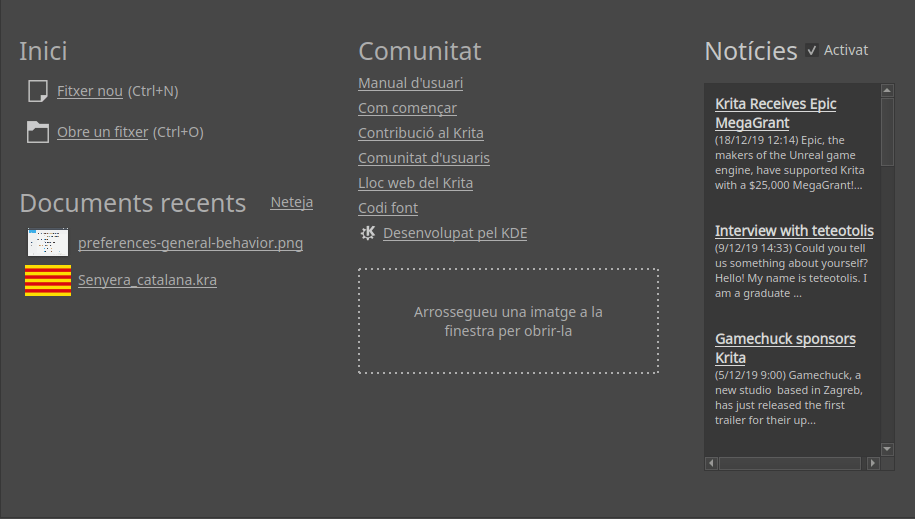 Inici
Fitxer nou (Ctrl+N)
Obre un fitxer (Ctrl+O)
Documents recents Neteja
preferences-general-behavior.png
Senyera_catalana.kra
Comunitat
Manual d'usuari
Com començar
Contribució al Krita
Comunitat d'usuaris
Lloc web del Krita
Codi font
Desenvolupat pel KDE
Arrossegueu una imatge a la
finestra per obrir-la
Notícies Activat
Krita Receives Epic
MegaGrant
(18/12/19 12:14) Epic, the
makers of the Unreal game
engine, have supported Krita
with a $25,000 MegaGrant!...
Interview with teteotolis
(9/12/19 14:33) Could you tell
us something about yourself?
Hello! My name is teteotolis. I
am a graduate ...
Gamechuck sponsors
Krita
(5/12/19 9:00) Gamechuck, a
new studio based in Zagreb,
has just released the first
trailer for their up...